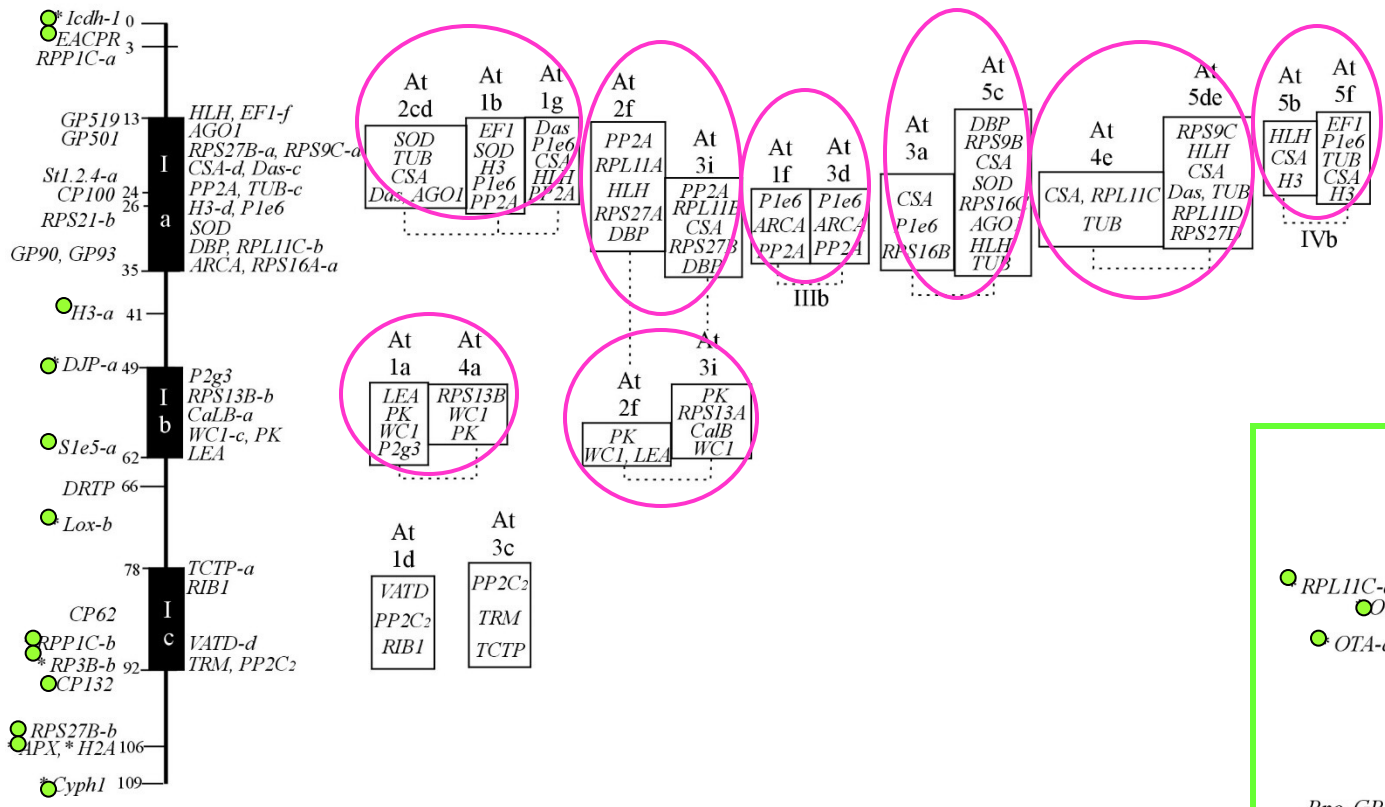 * Icdh-1 0
EACPR
3
RPP1C-a
GP519 13
GP501
St1.2.4-a
CP100 24
26
RPS21-b
GP90, GP93
35
H3-a 41
* DJP-a 49
S1e5-a
62
DRTP 66
* Lox-b
78
CP62
RPP1C-b
* RP3B-b
92
CP132
RPS27B-b
* APX, * H2A 106
* Cyph1 109
I
a
I
b
I
c
HLH, EF1-f
AGO1
RPS27B-a, RPS9C-a
CSA-d, Das-c
PP2A, TUB-c
H3-d, P1e6
SOD
DBP, RPL11C-b
ARCA, RPS16A-a
P2g3
RPS13B-b
CaLB-a
WC1-c, PK
LEA
TCTP-a
RIB1
VATD-d
TRM, PP2C2
At
2cd
SOD
TUB
CSA
Das, AGO1
At
1b
EF1
SOD
H3
P1e6
PP2A
At
1g
Das
P1e6
CSA
HLH
PP2A
At
2f
PP2A
RPL11A
HLH
RPS27A
DBP
At
3i
PP2A
RPL11B
CSA
RPS27B
DBP
At
1f
P1e6
ARCA
PP2A
At
3d
P1e6
ARCA
PP2A
IIIb
At
3a
CSA
P1e6
RPS16B
At
5c
DBP
RPS9B
CSA
SOD
RPS16C
AGO1
HLH
TUB
At
4e
CSA, RPL11C
TUB
At
5de
RPS9C
HLH
CSA
Das, TUB
RPL11D
RPS27D
At
5b
HLH
CSA
H3
At
5f
EF1
P1e6
TUB
CSA
H3
IVb
At
1a
LEA
PK
WC1
P2g3
At
4a
RPS13B
WC1
PK
At
2f
PK
WC1, LEA
At
3i
PK
RPS13A
CalB
WC1
At
1d
VATD
PP2C2
RIB1
At
3c
PP2C2
TRM
TCTP
* RPL11C-
* O
* OTA-